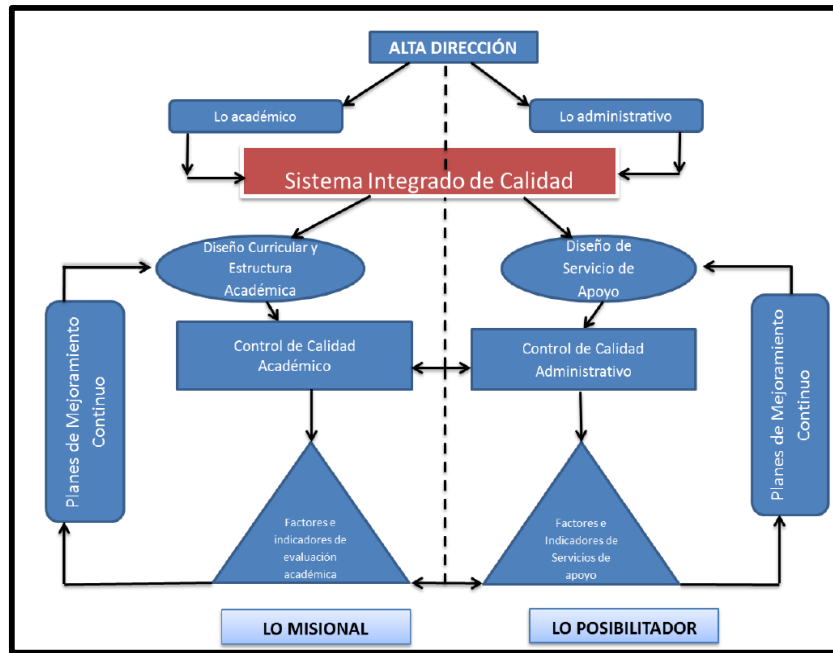 ALTA DIRECCIÓN
Lo académico
Lo administrativo
Sistema Integrado de Calidad
Diseño Curricular y
Estructura
Académica
Diseño de
Servicio de
Apoyo
Planes de Mejoramiento
Continuo
Control de Calidad
Académico
Control de Calidad
Administrativo
Planes de Mejoramiento
Continuo
Factores e
indicadores de
evaluación
académica
Factores e
Indicadores de
Servicios de
apoyo
LO MISIONAL
LO POSIBILITADOR